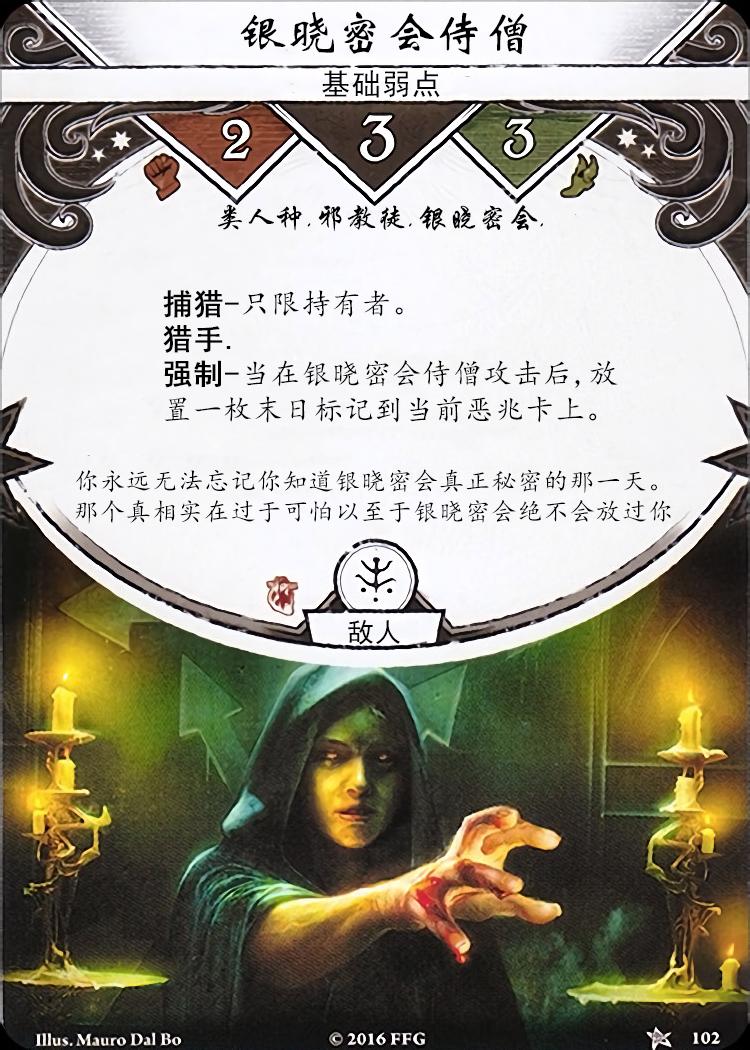 银晓密会侍僧
基础弱点
2 3 3
类人种.邪教徒.银晓密会.
捕猎–只限持有者。
猎手.
强制–当在银晓密会侍僧攻击后,放
置一枚末日标记到当前恶兆卡上。
你永远无法忘记你知道银晓密会真正秘密的那一天。
那个真相实在过于可怕以至于银晓密会绝不会放过你
敌人
Illus. Mauro Dal Bo © 2016 FFG 102